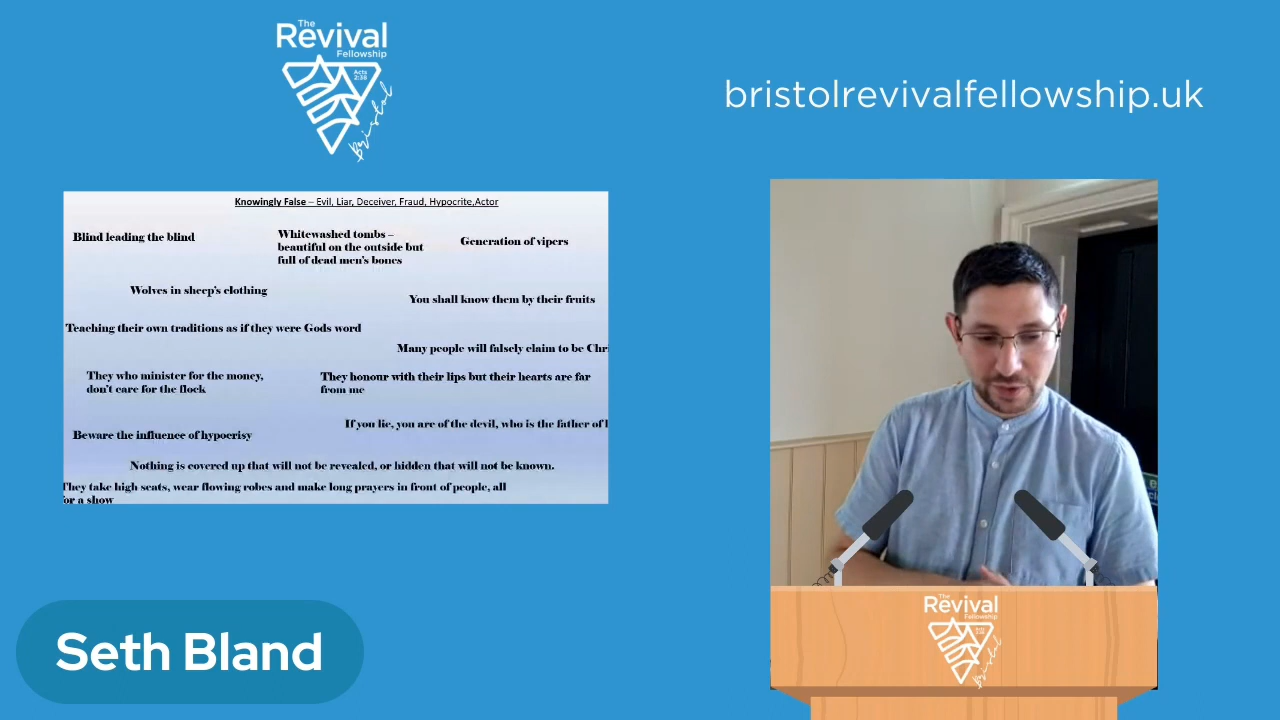 The
Revival
Fellowship
Acts
2:38
Bristol
bristolrevivalfellowship.uk
Knowingly False – Evil, Liar, Deceiver, Fraud, Hypocrite,Actor
Blind leading the blind
Whitewashed tombs –
beautiful on the outside but
full of dead men's bones
Generation of vipers
Wolves in sheep's clothing
You shall know them by their fruits
Teaching their own traditions as if they were Gods word
Many people will falsely claim to be Chri
They who minister for the money,
don't care for the flock
They honour with their lips but their hearts are far
from me
If you lie, you are of the devil, who is the father of l
Beware the influence of hypocrisy
Nothing is covered up that will not be revealed, or hidden that will not be known.
They take high seats, wear flowing robes and make long prayers in front of people, all
for a show
Seth Bland
The
Revival
Fellowship
Bristol